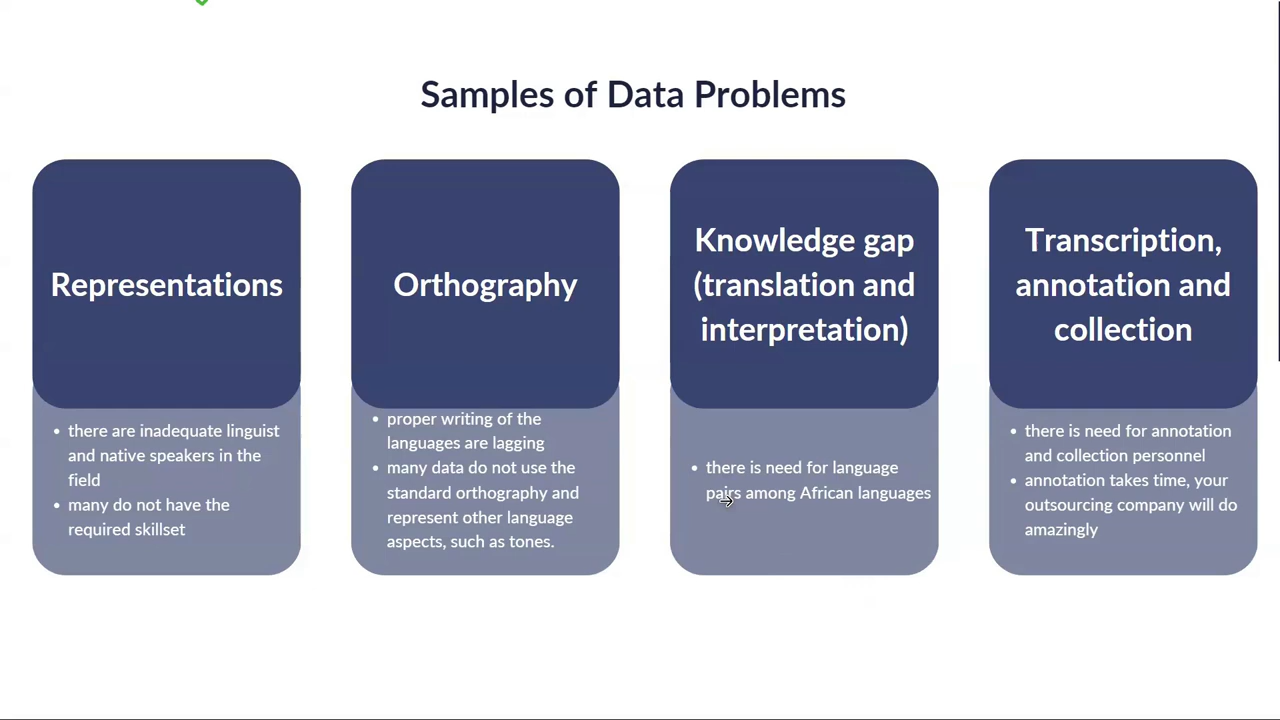 Samples of Data Problems
Representations
there are inadequate linguist
and native speakers in the
field
many do not have the
required skillset
Orthography
proper writing of the
languages are lagging
many data do not use the
standard orthography and
represent other language
aspects, such as tones.
Knowledge gap
(translation and
interpretation)
there is need for language
pairs among African languages
Transcription,
annotation and
collection
there is need for annotation
and collection personnel
annotation takes time, your
outsourcing company will do
amazingly